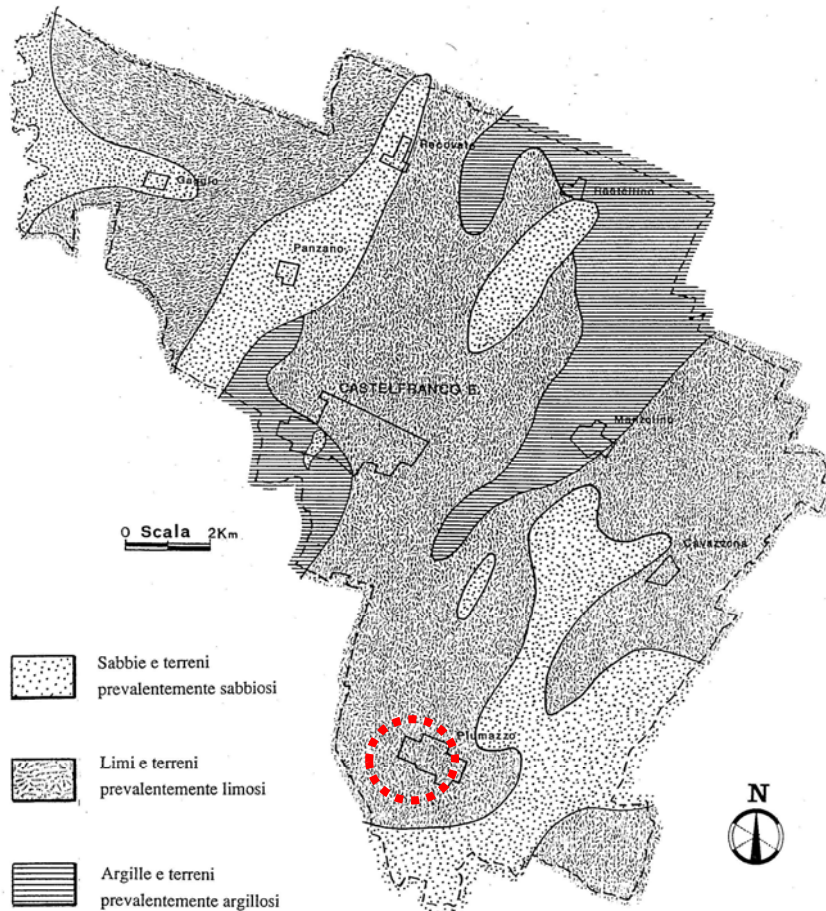 Recovato
Gaggio
Panzano
CASTELFRANCO E.
Manzolino
0 Scala 2Km
Cavazzona
Sabbie e terreni
prevalentemente sabbiosi
Piumazzo
Limi e terreni
prevalentemente limosi
N
Argille e terreni
prevalentemente argillosi